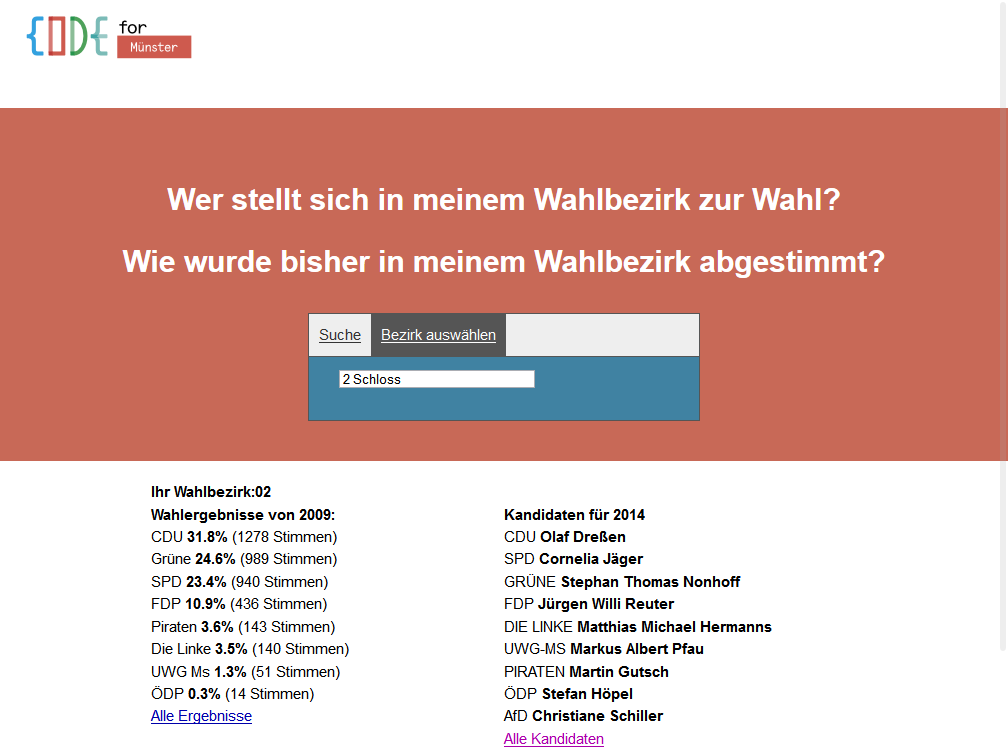 CODE for
Münster
Wer stellt sich in meinem Wahlbezirk zur Wahl?
Wie wurde bisher in meinem Wahlbezirk abgestimmt?
Suche Bezirk auswählen
2 Schloss
Ihr Wahlbezirk:02
Wahlergebnisse von 2009:
CDU 31.8% (1278 Stimmen)
Grüne 24.6% (989 Stimmen)
SPD 23.4% (940 Stimmen)
FDP 10.9% (436 Stimmen)
Piraten 3.6% (143 Stimmen)
Die Linke 3.5% (140 Stimmen)
UWG Ms 1.3% (51 Stimmen)
ÖDP 0.3% (14 Stimmen)
Alle Ergebnisse
Kandidaten für 2014
CDU Olaf Dreßen
SPD Cornelia Jäger
GRÜNE Stephan Thomas Nonhoff
FDP Jürgen Willi Reuter
DIE LINKE Matthias Michael Hermanns
UWG-MS Markus Albert Pfau
PIRATEN Martin Gutsch
ÖDP Stefan Höpel
AfD Christiane Schiller
Alle Kandidaten